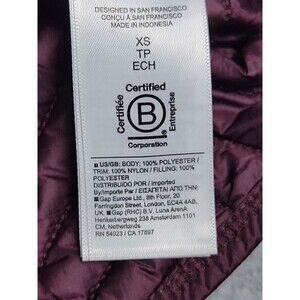 DESIGNED IN SAN FRANCISCO
CONÇU À SAN FRANCISCO
MADE IN INDONESIA
XS
TP
ECH
Certified
Certifiée
B
Entreprise
Corporation
US/GB: BODY: 100% POLYESTER /
TRIM: 100% NYLON / FILLING: 100%
POLYESTER
DISTRIBUIDO POR / Imported
By/Importe Par / ΕΙΣΑΓΕΤΑΙ ΑΠΟ ΤΗΝ:
Gap Europe Ltd., 8th Floor, 20
Farringdon Street, London, EC4A 4AB,
UK. Gap (RHC) B.V. Luna ArenA
Herikerbergweg 238 Amsterdam 1101
CM, Netherlands
RN 54023 / CA 17897